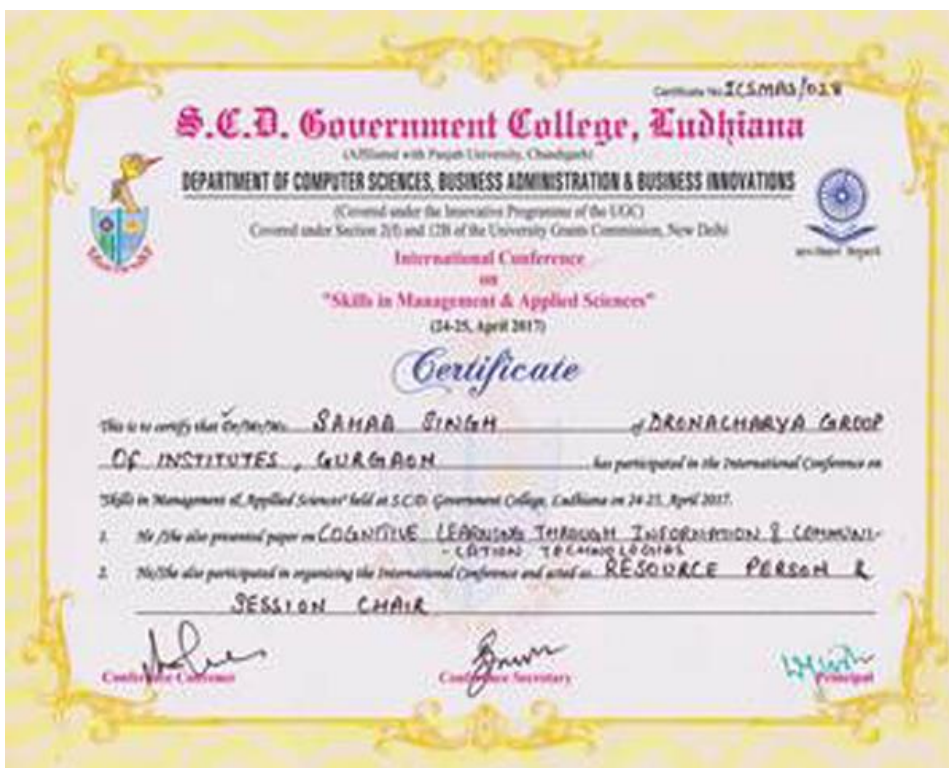 Certificate No. ICSMAS/028
S.C.D. Government College, Ludhiana
(Affiliated with Panjab University, Chandigarh)
DEPARTMENT OF COMPUTER SCIENCES, BUSINESS ADMINISTRATION & BUSINESS INNOVATIONS
(Covered under the Innovative Programme of the UGC)
Covered under Section 2(f) and 12B of the University Grants Commission, New Delhi
International Conference
on
"Skills in Management & Applied Sciences"
(24-25, April 2017)
Certificate
This is to certify that Dr/Mr/Ms. SAHAB SINGH of DRONACHARYA GROUP
OF INSTITUTES, GURGAON has participated in the International Conference on
"Skills in Management & Applied Sciences" held at S.C.D. Government College, Ludhiana on 24-25, April 2017.
1. He/She also presented paper on COGNITIVE LEARNING THROUGH INFORMATION & COMMUNI-
-CATION TECHNOLOGIES
2. He/She also participated in organizing the International Conference and acted as RESOURCE PERSON &
SESSION CHAIR
Conference Convener Conference Secretary Principal